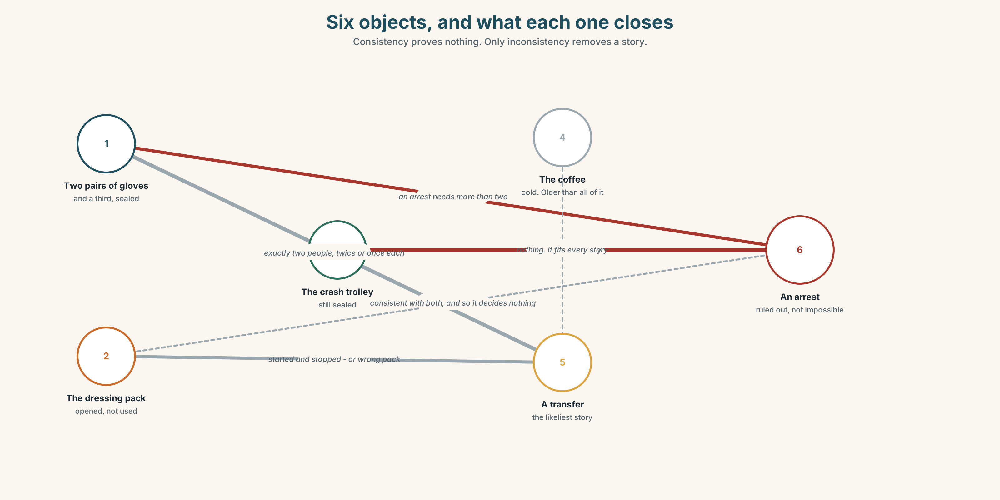 Six objects, and what each one closes
Consistency proves nothing. Only inconsistency removes a story.
1
Two pairs of gloves
and a third, sealed
4
The coffee
cold. Older than all of it
an arrest needs more than two
exactly two people, twice or once each
nothing. It fits every story
6
The crash trolley
still sealed
An arrest
ruled out, not impossible
consistent with both, and so it decides nothing
2
The dressing pack
opened, not used
started and stopped - or wrong pack
5
A transfer
the likeliest story